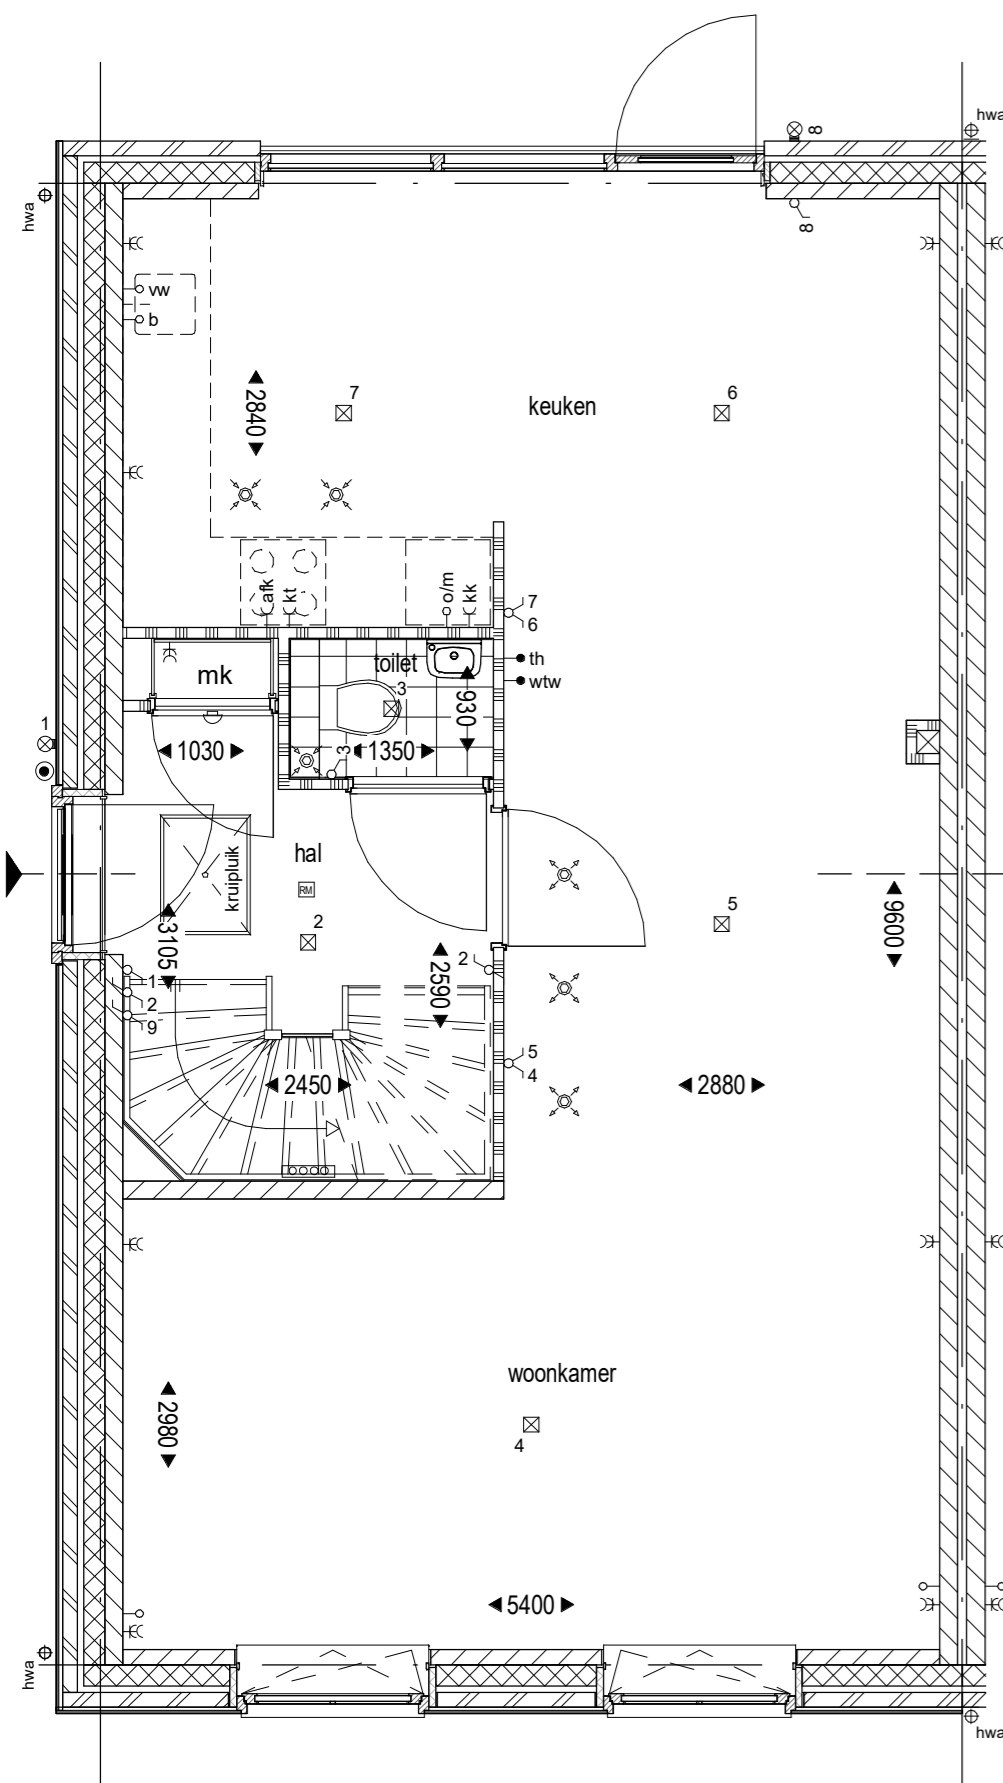 hwa
8
hwa
8
vw
b
7
keuken
6
2840
afk
kt
o/m
kk
7
6
toilet
th
mk
3
wtw
930
1
1030
3
1350
hal
kruipluik
RM
5
2
9600
3105
2590
2
1
2
9
5
4
2450
2880
woonkamer
2980
4
5400
hwa
hwa